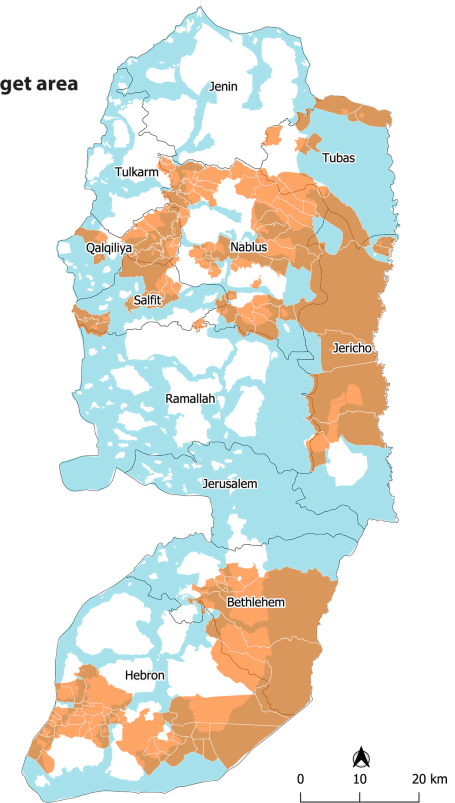 get area
Jenin
Tubas
Tulkarm
Qalqiliya
Nablus
Salfit
Jericho
Ramallah
Jerusalem
Bethlehem
Hebron
0 10 20 km